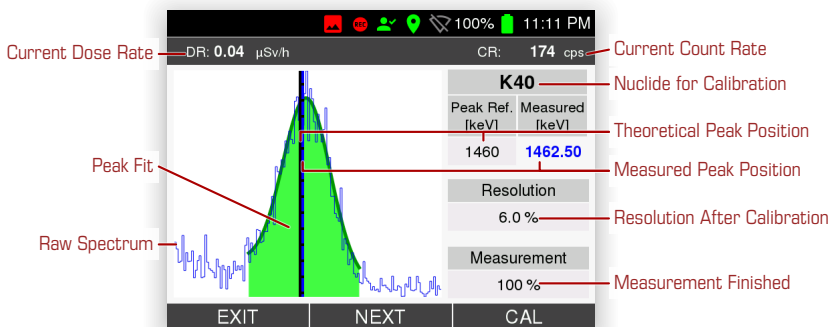 REC 100% 11:11 PM
Current Dose Rate DR: 0.04 µSv/h CR: 174 cps Current Count Rate
K40 Nuclide for Calibration
Peak Ref. [keV] Measured [keV]
Theoretical Peak Position
1460 1462.50
Measured Peak Position
Peak Fit
Resolution
6.0 % Resolution After Calibration
Raw Spectrum
Measurement
100 % Measurement Finished
EXIT NEXT CAL